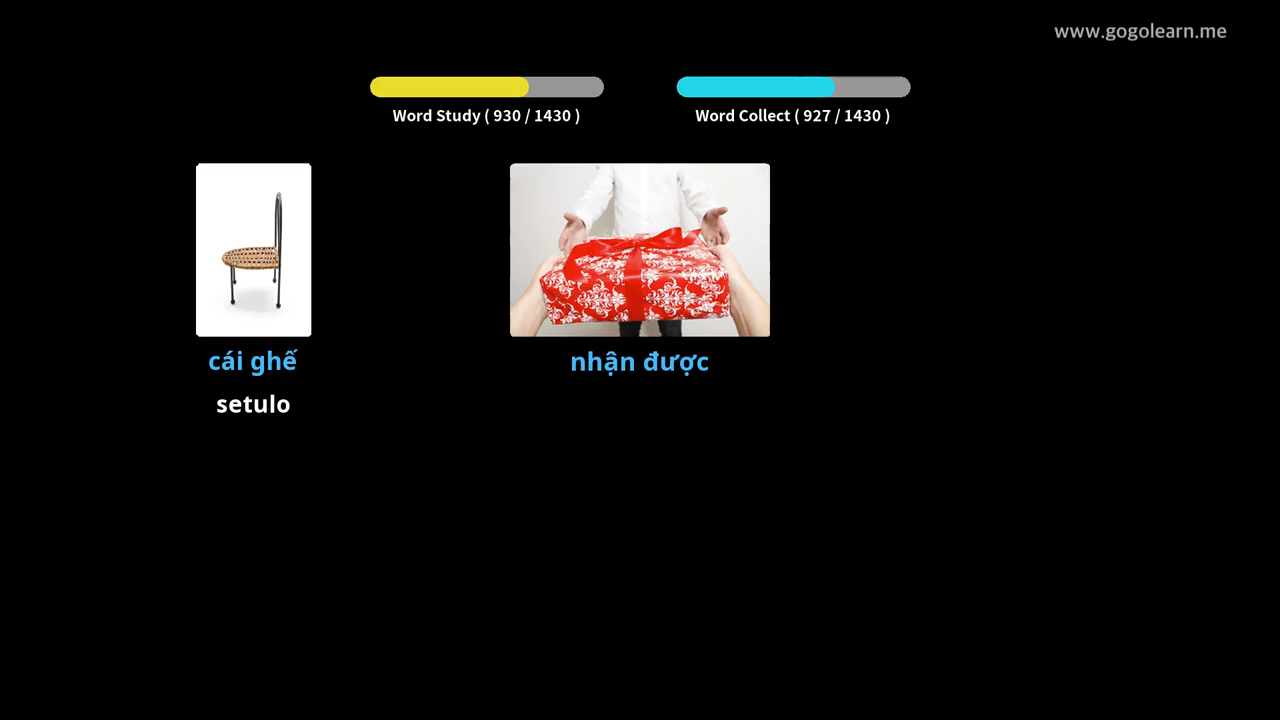 www.gogolearn.me
Word Study ( 930 / 1430 )
Word Collect ( 927 / 1430 )
cái ghế
setulo
nhận được